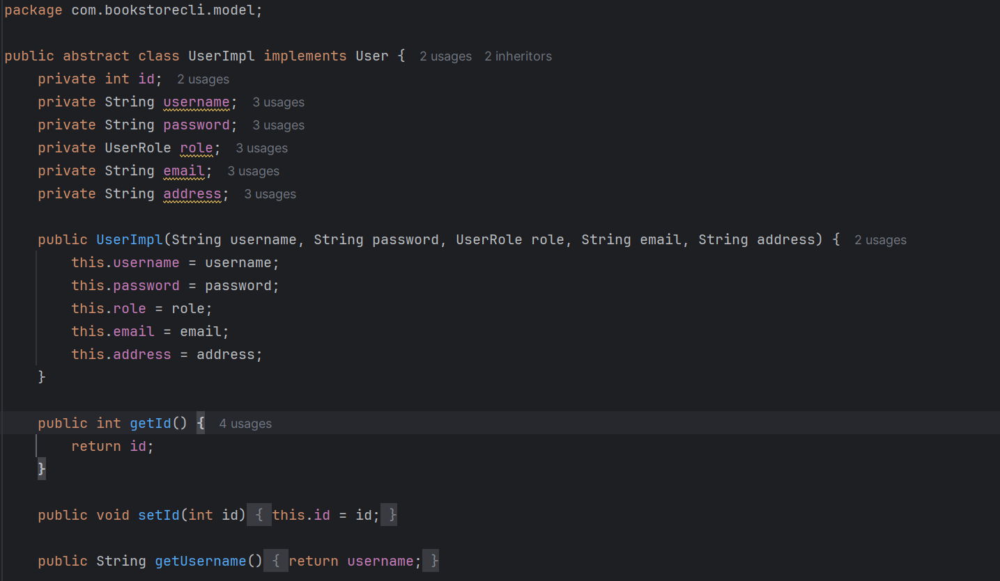 package com.bookstorecli.model;
public abstract class UserImpl implements User {  2 usages  2 inheritors
    private int id;  2 usages
    private String username;  3 usages
    private String password;  3 usages
    private UserRole role;  3 usages
    private String email;  3 usages
    private String address;  3 usages
    public UserImpl(String username, String password, UserRole role, String email, String address) {  2 usages
        this.username = username;
        this.password = password;
        this.role = role;
        this.email = email;
        this.address = address;
    }
    public int getId() {  4 usages
        return id;
    }
    public void setId(int id) { this.id = id; }
    public String getUsername() { return username; }